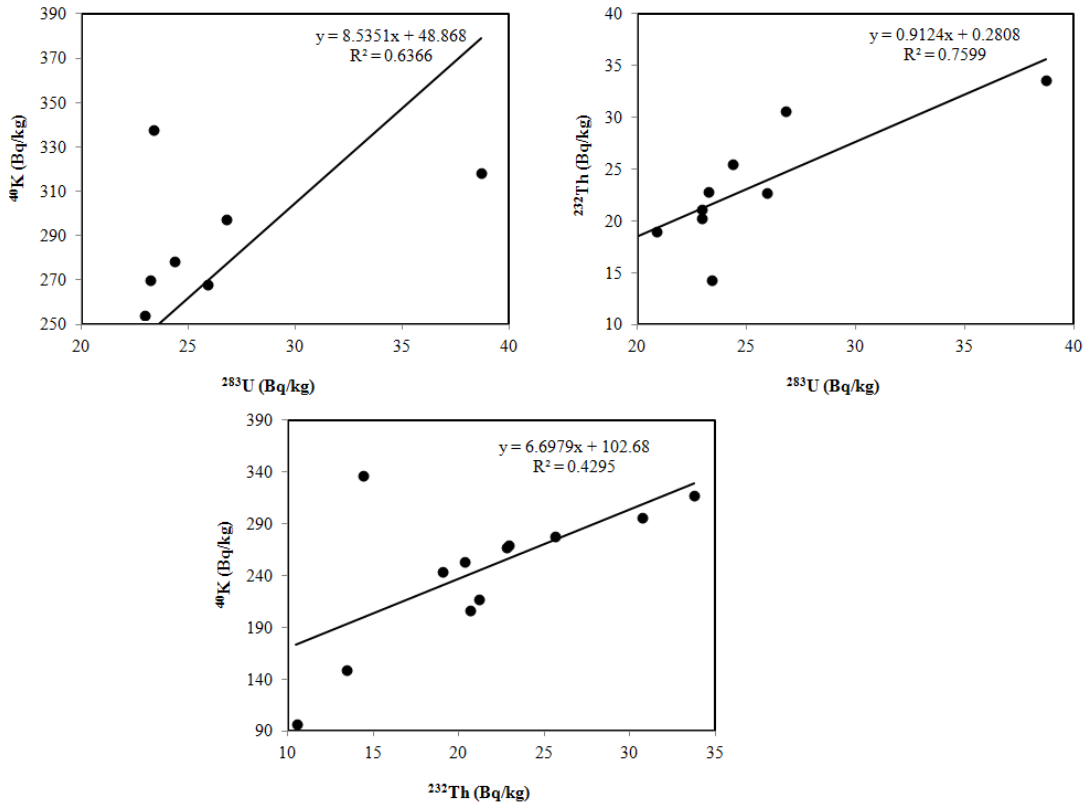 y = 8.5351x + 48.868
R² = 0.6366
390
370
350
330
310
290
270
250
20 25 30 35 40
⁴⁰K (Bq/kg)
²⁸³U (Bq/kg)
y = 0.9124x + 0.2808
R² = 0.7599
40
35
30
25
20
15
10
20 25 30 35 40
²³²Th (Bq/kg)
²⁸³U (Bq/kg)
y = 6.6979x + 102.68
R² = 0.4295
390
340
290
240
190
140
90
10 15 20 25 30 35
⁴⁰K (Bq/kg)
²³²Th (Bq/kg)